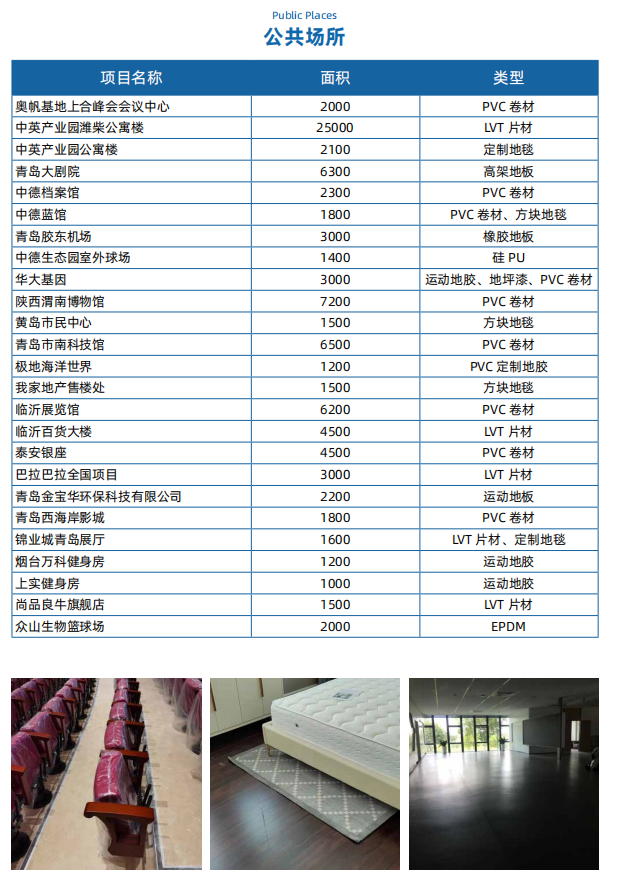 Public Places
公共场所
项目名称 面积 类型
奥帆基地上合峰会会议中心 2000 PVC 卷材
中英产业园潍柴公寓楼 25000 LVT 片材
中英产业园公寓楼 2100 定制地毯
青岛大剧院 6300 高架地板
中德档案馆 2300 PVC 卷材
中德蓝馆 1800 PVC 卷材、方块地毯
青岛胶东机场 3000 橡胶地板
中德生态园室外球场 1400 硅 PU
华大基因 3000 运动地胶、地坪漆、PVC 卷材
陕西渭南博物馆 7200 PVC 卷材
黄岛市民中心 1500 方块地毯
青岛市南科技馆 6500 PVC 卷材
极地海洋世界 1200 PVC 定制地胶
我家地产售楼处 1500 方块地毯
临沂展览馆 6200 PVC 卷材
临沂百货大楼 4500 LVT 片材
泰安银座 4500 PVC 卷材
巴拉巴拉全国项目 3000 LVT 片材
青岛金宝华环保科技有限公司 2200 运动地板
青岛西海岸影城 1800 PVC 卷材
锦业城青岛展厅 1600 LVT 片材、定制地毯
烟台万科健身房 1200 运动地胶
上实健身房 1000 运动地胶
尚品良牛旗舰店 1500 LVT 片材
众山生物篮球场 2000 EPDM